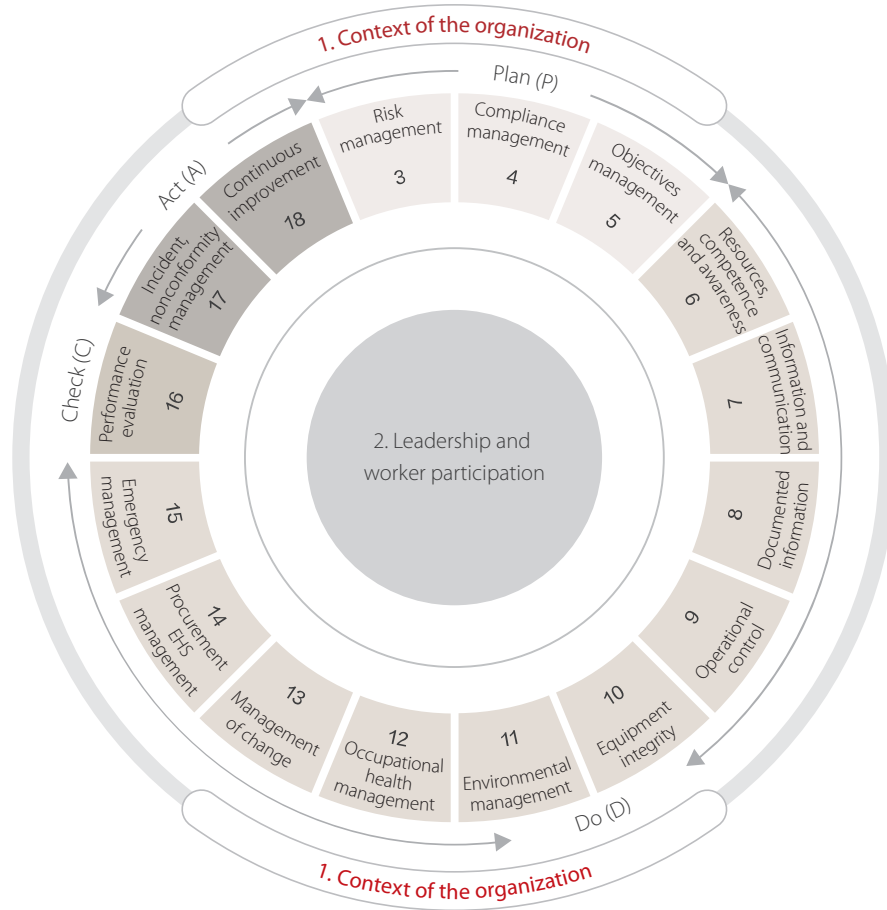 1. Context of the organization
Plan (P)
Risk
management
3
Compliance
management
4
Objectives
management
5
Resources,
competence
and awareness
6
Information and
communication
7
Documented
information
8
Operational
control
9
Equipment
integrity
10
Do (D)
Environmental
management
11
Occupational
health
management
12
Management
of change
13
Procurement
EHS
management
14
Emergency
management
15
Check (C)
Performance
evaluation
16
Act (A)
Incident,
nonconformity
management
17
Continuous
improvement
18
2. Leadership and
worker participation
1. Context of the organization